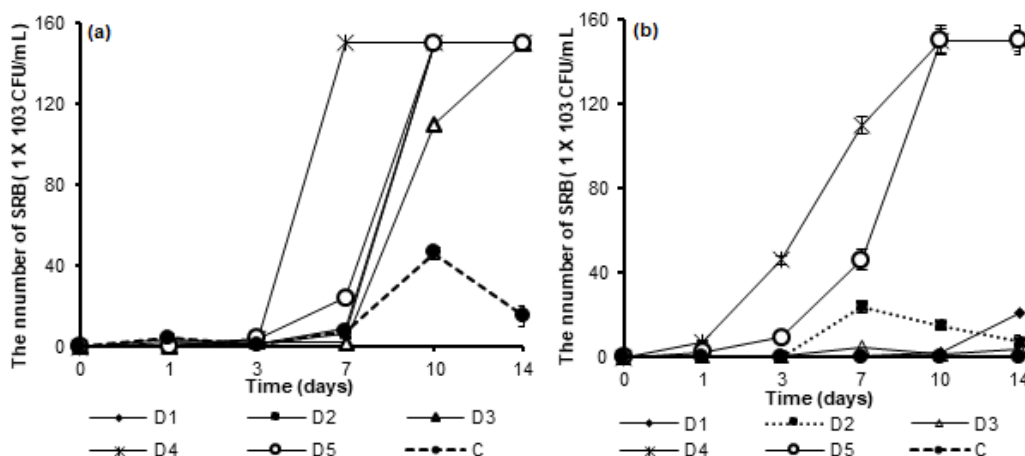 (a)
The nnumber of SRB( 1 X 103 CFU/mL)
160
120
80
40
0
0 1 3 7 10 14
Time (days)
D1 D2 D3
D4 D5 C
(b)
The nnumber of SRB( 1 X 103 CFU/mL
160
120
80
40
0
0 1 3 7 10 14
Time (days)
D1 D2 D3
D4 D5 C